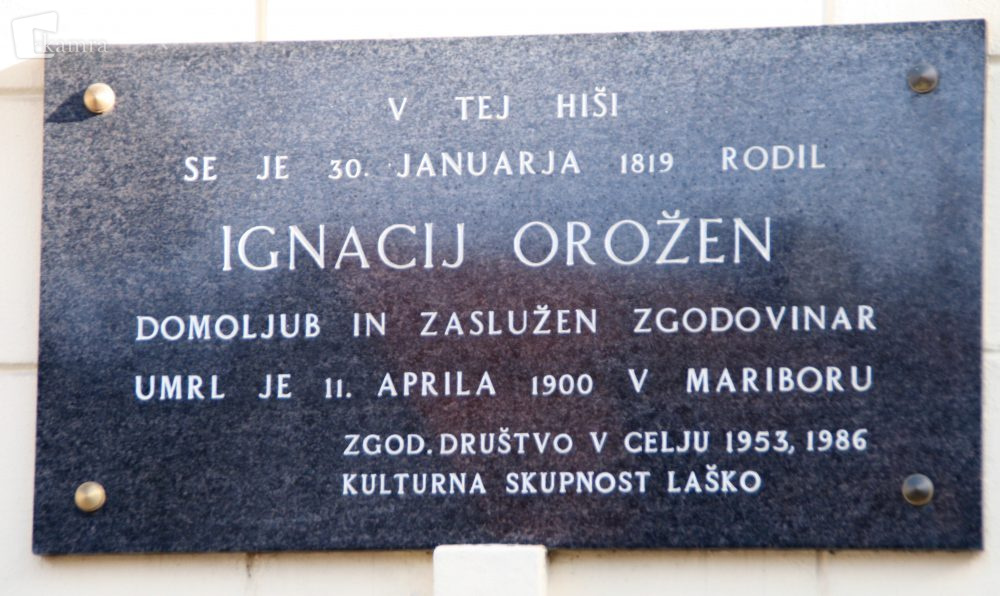 kamra
V TEJ HIŠI
SE JE 30. JANUARJA 1819 RODIL
IGNACIJ OROŽEN
DOMOLJUB IN ZASLUŽEN ZGODOVINAR
UMRL JE 11. APRILA 1900 V MARIBORU
ZGOD. DRUŠTVO V CELJU 1953, 1986
KULTURNA SKUPNOST LAŠKO